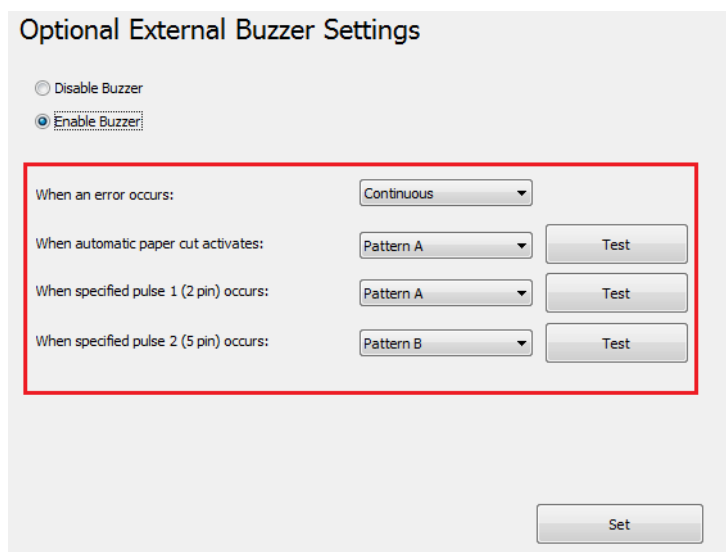 Optional External Buzzer Settings
Disable Buzzer
Enable Buzzer
When an error occurs: Continuous
When automatic paper cut activates: Pattern A Test
When specified pulse 1 (2 pin) occurs: Pattern A Test
When specified pulse 2 (5 pin) occurs: Pattern B Test
Set